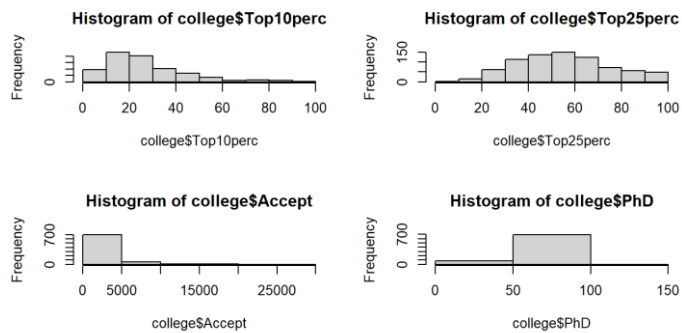 Histogram of college$Top10perc
Frequency
0
0 20 40 60 80 100
college$Top10perc
Histogram of college$Top25perc
Frequency
0 150
0 20 40 60 80 100
college$Top25perc
Histogram of college$Accept
Frequency
0 700
0 5000 15000 25000
college$Accept
Histogram of college$PhD
Frequency
0 700
0 50 100 150
college$PhD